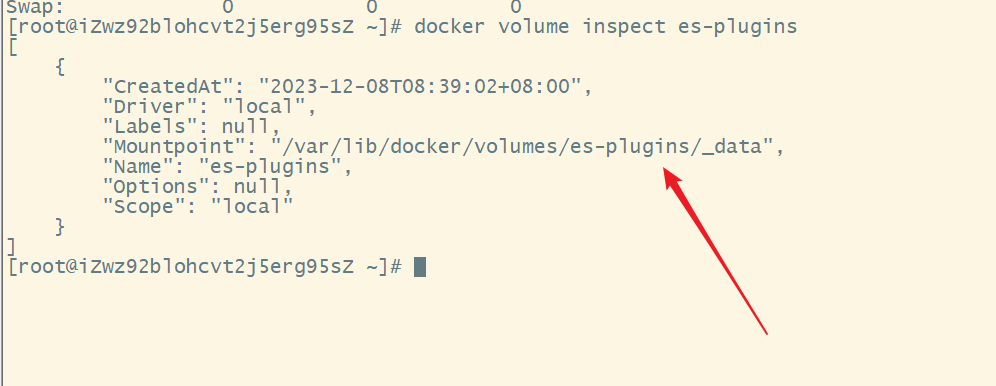 Swap: 0 0 0
[root@iZwz92blohcvt2j5erg95sZ ~]# docker volume inspect es-plugins
[
    {
        "CreatedAt": "2023-12-08T08:39:02+08:00",
        "Driver": "local",
        "Labels": null,
        "Mountpoint": "/var/lib/docker/volumes/es-plugins/_data",
        "Name": "es-plugins",
        "Options": null,
        "Scope": "local"
    }
]
[root@iZwz92blohcvt2j5erg95sZ ~]#